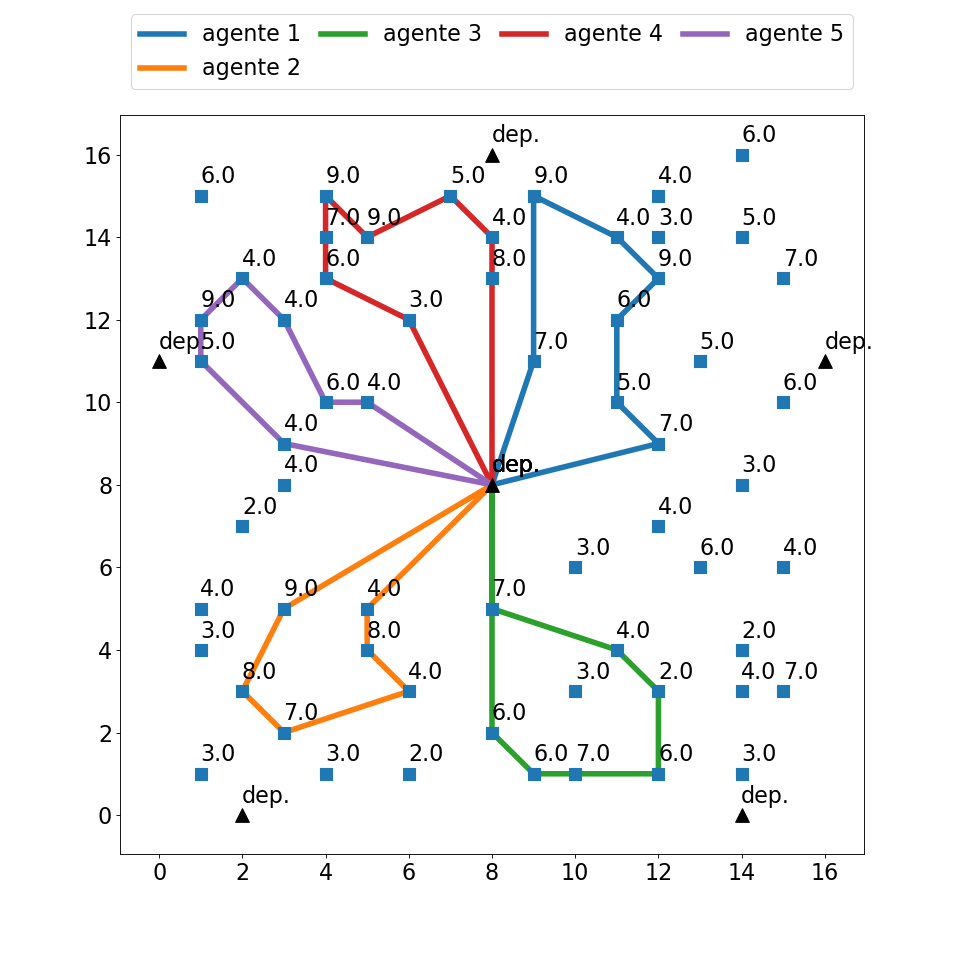 agente 1 agente 3 agente 4 agente 5
agente 2
dep. 6.0
16
6.0 9.0 5.0 9.0 4.0
7.0 9.0 4.0 4.0 3.0 5.0
14
4.0 6.0 8.0 9.0 7.0
9.0 4.0 3.0 6.0
12
dep. 5.0 7.0 5.0 dep.
6.0 4.0 5.0 6.0
10
4.0 7.0
4.0 dep. 3.0
8
2.0 4.0
3.0 6.0 4.0
6
4.0 9.0 4.0 7.0
3.0 8.0 4.0 2.0
4
8.0 4.0 3.0 2.0 4.0 7.0
7.0 6.0
2
3.0 3.0 2.0 6.0 7.0 6.0 3.0
dep. dep.
0
0 2 4 6 8 10 12 14 16